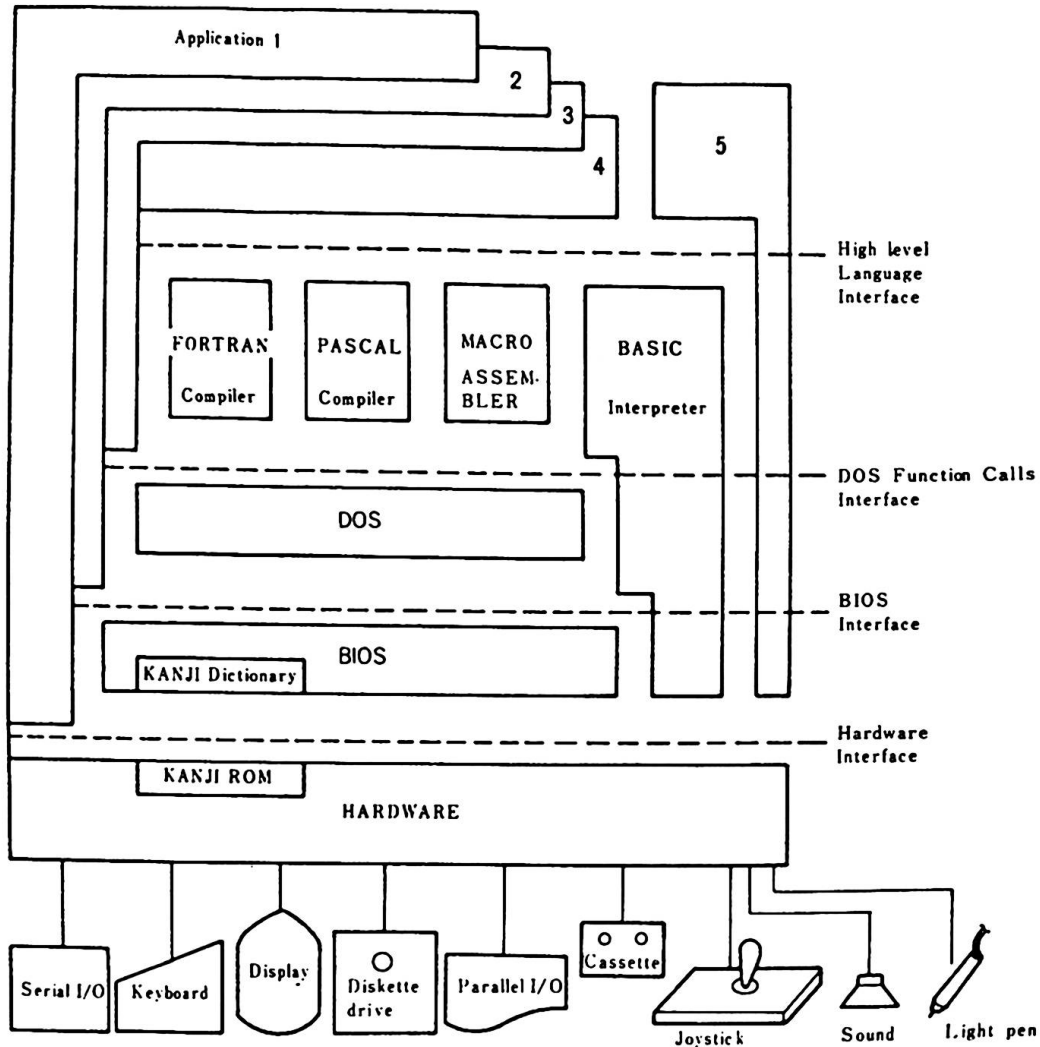 Application 1
2
3
4
5
High level
Language
Interface
FORTRAN
Compiler
PASCAL
Compiler
MACRO
ASSEM-
BLER
BASIC
Interpreter
DOS Function Calls
Interface
DOS
BIOS
Interface
BIOS
KANJI Dictionary
Hardware
Interface
KANJI ROM
HARDWARE
Serial I/O
Keyboard
Display
Diskette
drive
Parallel I/O
Cassette
Joystick
Sound
Light pen